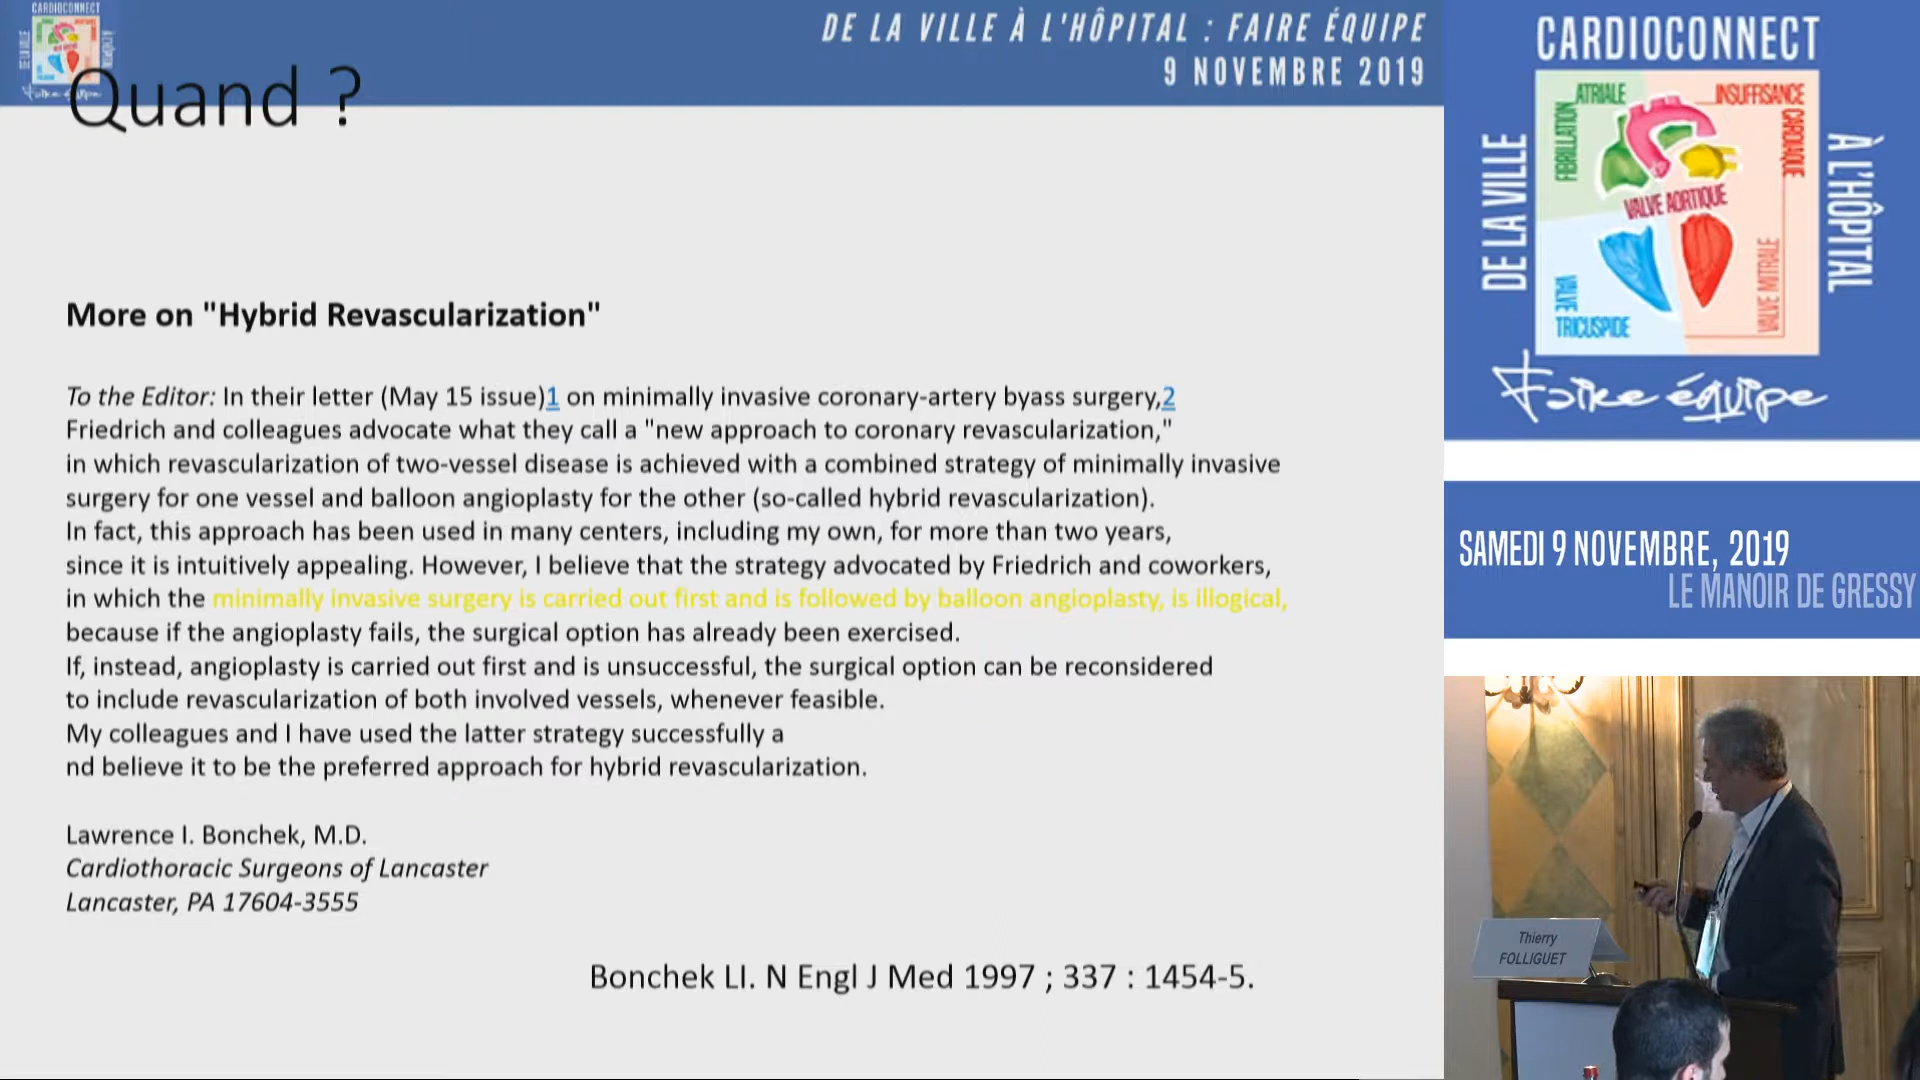 CARDIOCONNECT
DE LA VILLE À L'HÔPITAL : FAIRE ÉQUIPE
9 NOVEMBRE 2019
Quand ?
More on "Hybrid Revascularization"
To the Editor: In their letter (May 15 issue)1 on minimally invasive coronary-artery byass surgery,2
Friedrich and colleagues advocate what they call a "new approach to coronary revascularization,"
in which revascularization of two-vessel disease is achieved with a combined strategy of minimally invasive
surgery for one vessel and balloon angioplasty for the other (so-called hybrid revascularization).
In fact, this approach has been used in many centers, including my own, for more than two years,
since it is intuitively appealing. However, I believe that the strategy advocated by Friedrich and coworkers,
in which the minimally invasive surgery is carried out first and is followed by balloon angioplasty, is illogical,
because if the angioplasty fails, the surgical option has already been exercised.
If, instead, angioplasty is carried out first and is unsuccessful, the surgical option can be reconsidered
to include revascularization of both involved vessels, whenever feasible.
My colleagues and I have used the latter strategy successfully a
nd believe it to be the preferred approach for hybrid revascularization.
Lawrence I. Bonchek, M.D.
Cardiothoracic Surgeons of Lancaster
Lancaster, PA 17604-3555
Bonchek LI. N Engl J Med 1997 ; 337 : 1454-5.
CARDIOCONNECT
DE LA VILLE
À L'HÔPITAL
FIBRILLATION
ATRIALE
INSUFFISANCE
CARDIAQUE
VALVE AORTIQUE
VALVE
TRICUSPIDE
VALVE MITRALE
Faire équipe
SAMEDI 9 NOVEMBRE, 2019
LE MANOIR DE GRESSY
Thierry
FOLLIGUET